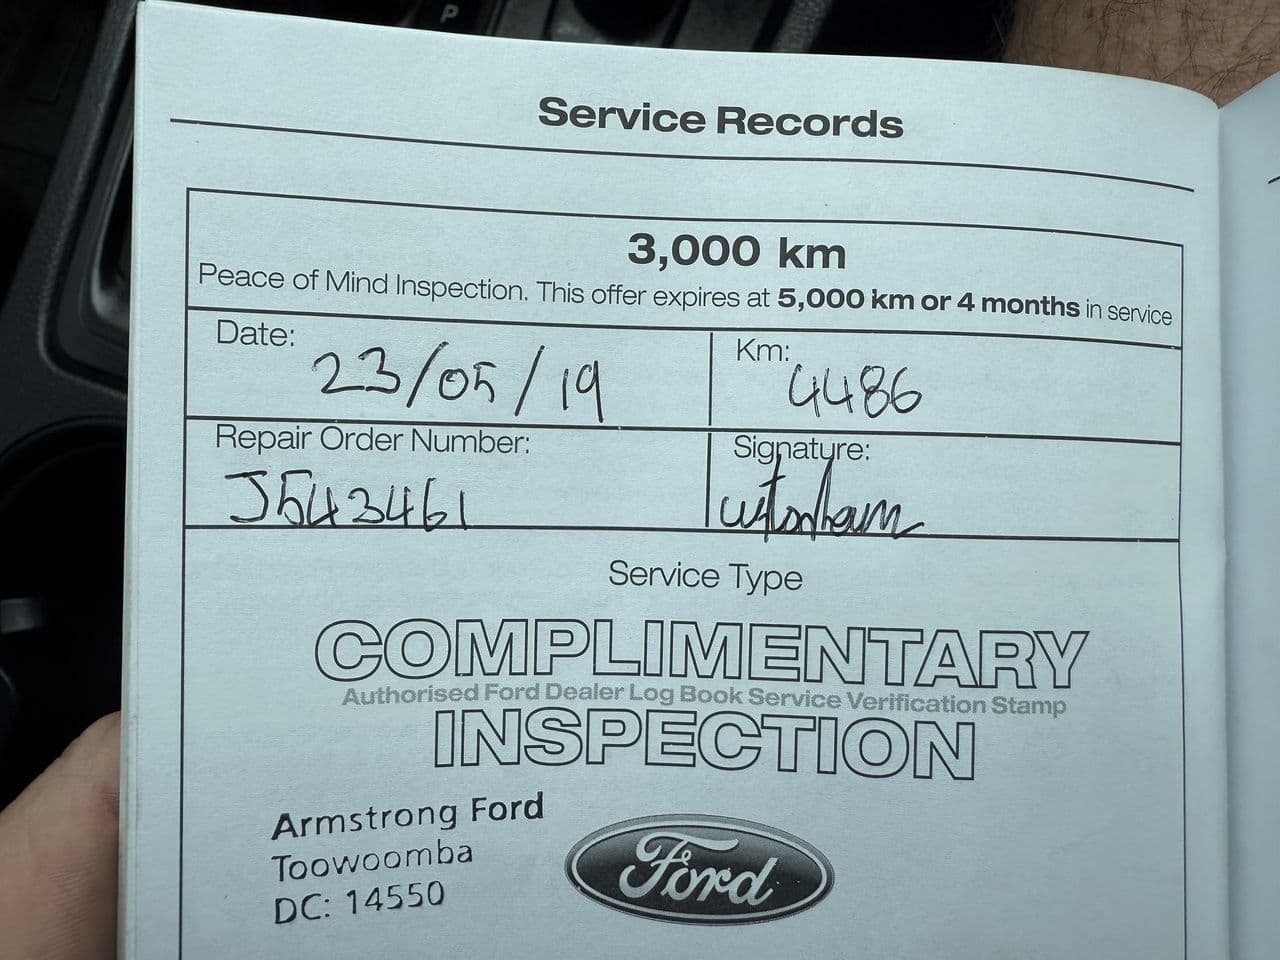 P
Service Records
3,000 km
Peace of Mind Inspection. This offer expires at 5,000 km or 4 months in service
Date: 23/05/19
Km: 4486
Repair Order Number: J543461
Signature:
Service Type
COMPLIMENTARY
Authorised Ford Dealer Log Book Service Verification Stamp
INSPECTION
Armstrong Ford
Toowoomba
DC: 14550
Ford